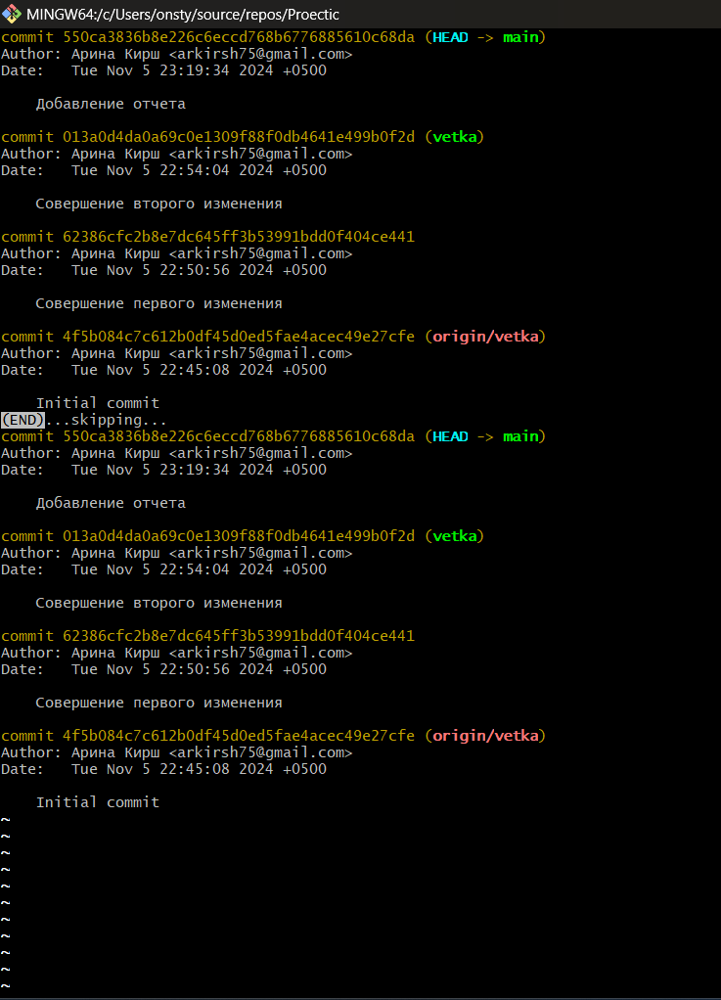 MINGW64:/c/Users/onsty/source/repos/Proectic
commit 550ca3836b8e226c6eccd768b6776885610c68da (HEAD -> main)
Author: Арина Кирш <arkirsh75@gmail.com>
Date:   Tue Nov 5 23:19:34 2024 +0500
Добавление отчета
commit 013a0d4da0a69c0e1309f88f0db4641e499b0f2d (vetka)
Author: Арина Кирш <arkirsh75@gmail.com>
Date:   Tue Nov 5 22:54:04 2024 +0500
Совершение второго изменения
commit 62386cfc2b8e7dc645ff3b53991bdd0f404ce441
Author: Арина Кирш <arkirsh75@gmail.com>
Date:   Tue Nov 5 22:50:56 2024 +0500
Совершение первого изменения
commit 4f5b084c7c612b0df45d0ed5fae4acec49e27cfe (origin/vetka)
Author: Арина Кирш <arkirsh75@gmail.com>
Date:   Tue Nov 5 22:45:08 2024 +0500
Initial commit
(END)...skipping...
commit 550ca3836b8e226c6eccd768b6776885610c68da (HEAD -> main)
Author: Арина Кирш <arkirsh75@gmail.com>
Date:   Tue Nov 5 23:19:34 2024 +0500
Добавление отчета
commit 013a0d4da0a69c0e1309f88f0db4641e499b0f2d (vetka)
Author: Арина Кирш <arkirsh75@gmail.com>
Date:   Tue Nov 5 22:54:04 2024 +0500
Совершение второго изменения
commit 62386cfc2b8e7dc645ff3b53991bdd0f404ce441
Author: Арина Кирш <arkirsh75@gmail.com>
Date:   Tue Nov 5 22:50:56 2024 +0500
Совершение первого изменения
commit 4f5b084c7c612b0df45d0ed5fae4acec49e27cfe (origin/vetka)
Author: Арина Кирш <arkirsh75@gmail.com>
Date:   Tue Nov 5 22:45:08 2024 +0500
Initial commit
~
~
~
~
~
~
~
~
~
~
~